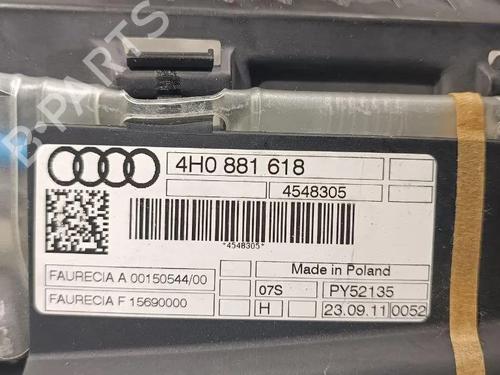 B-PARTS
4H0 881 618
4548305
*4548305*
FAURECIA A 00150544/00
FAURECIA F 15690000
Made in Poland
07S PY52135
H 23.09.11 0052